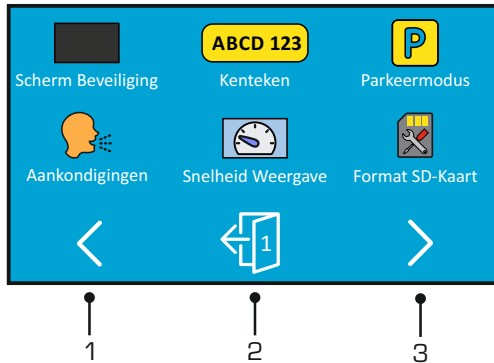 ABCD 123
P
Scherm Beveiliging
Kenteken
Parkeermodus
Aankondigingen
Snelheid Weergave
Format SD-Kaart
1
1
2
3